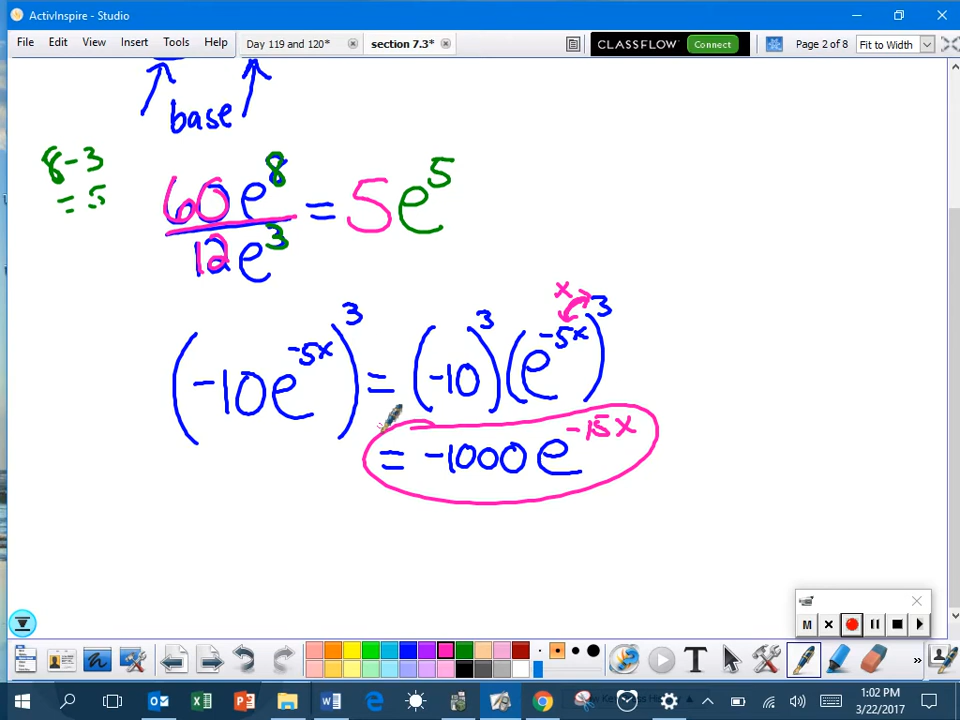 ActivInspire - Studio
File Edit View Insert Tools Help Day 119 and 120* section 7.3* CLASSFLOW Connect Page 2 of 8 Fit to Width
base
8-3
= 5
60e^8/12e^3 = 5e^5
x
(-10e^-5x)^3 = (-10)^3 (e^-5x)^3
= -1000e^-15x
M
T
1:02 PM
3/22/2017